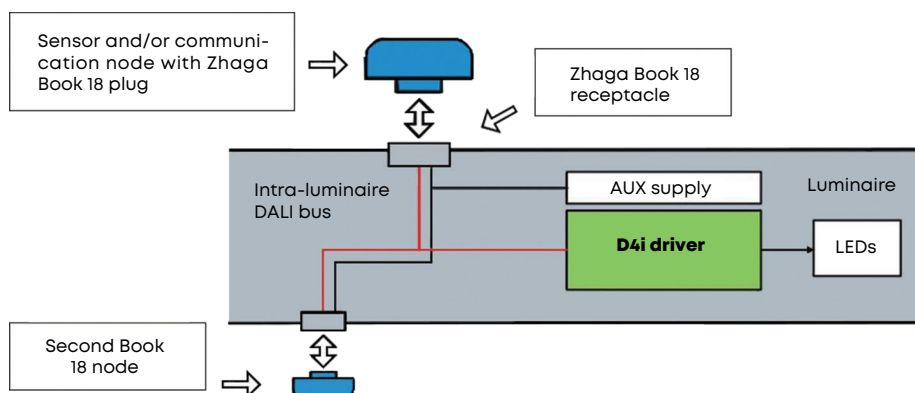 Sensor and/or communi-
cation node with Zhaga
Book 18 plug
Zhaga Book 18
receptacle
Intra-luminaire
DALI bus
AUX supply
Luminaire
D4i driver
LEDs
Second Book
18 node